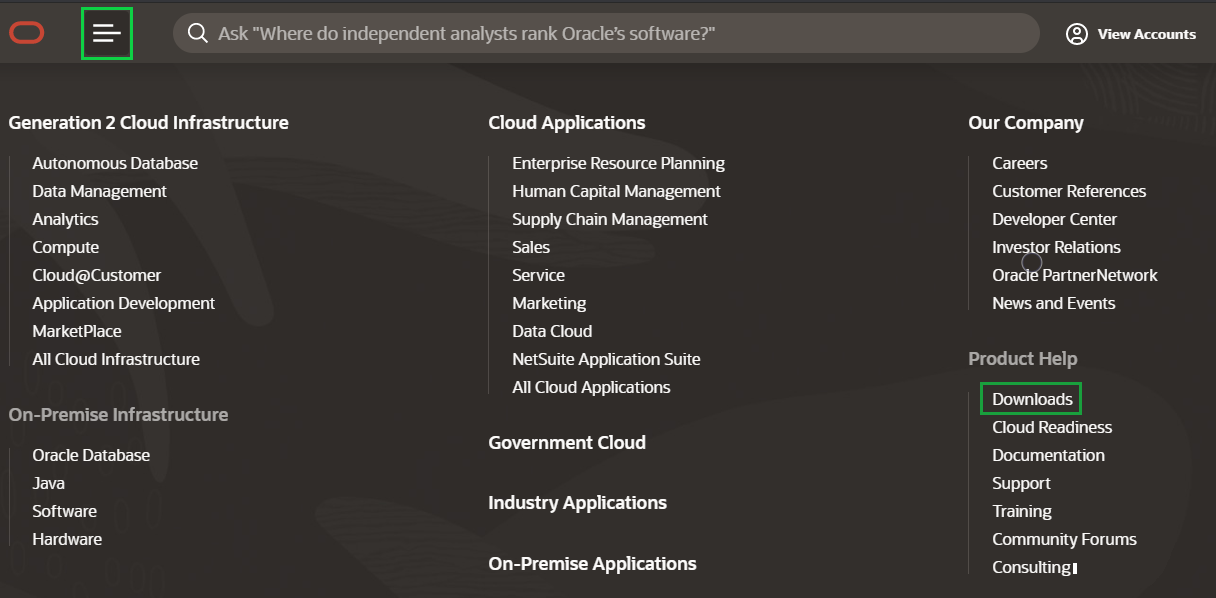 Ask "Where do independent analysts rank Oracle's software?"
View Accounts
Generation 2 Cloud Infrastructure
Autonomous Database
Data Management
Analytics
Compute
Cloud@Customer
Application Development
MarketPlace
All Cloud Infrastructure
On-Premise Infrastructure
Oracle Database
Java
Software
Hardware
Cloud Applications
Enterprise Resource Planning
Human Capital Management
Supply Chain Management
Sales
Service
Marketing
Data Cloud
NetSuite Application Suite
All Cloud Applications
Government Cloud
Industry Applications
On-Premise Applications
Our Company
Careers
Customer References
Developer Center
Investor Relations
Oracle PartnerNetwork
News and Events
Product Help
Downloads
Cloud Readiness
Documentation
Support
Training
Community Forums
Consulting